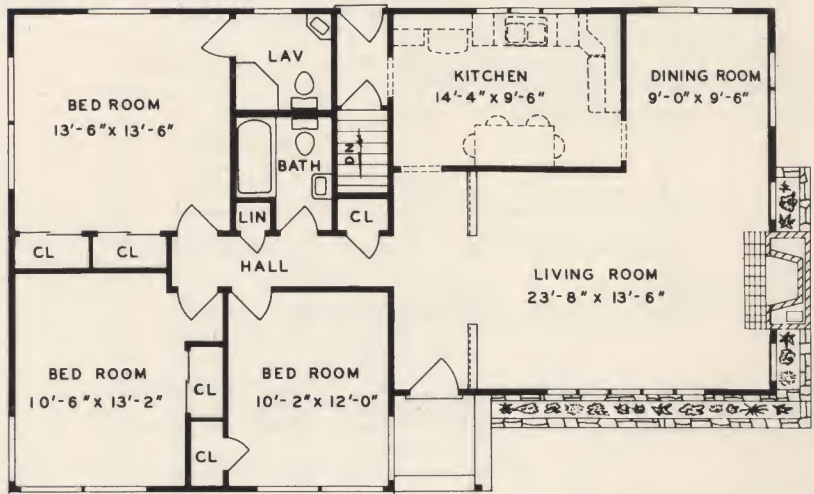 LAV
BED ROOM
13'-6" x 13'-6"
KITCHEN
14'-4" x 9'-6"
DINING ROOM
9'-0" x 9'-6"
BATH
DN
LIN
CL
CL
CL
HALL
LIVING ROOM
23'-8" x 13'-6"
BED ROOM
10'-6" x 13'-2"
CL
CL
BED ROOM
10'-2" x 12'-0"